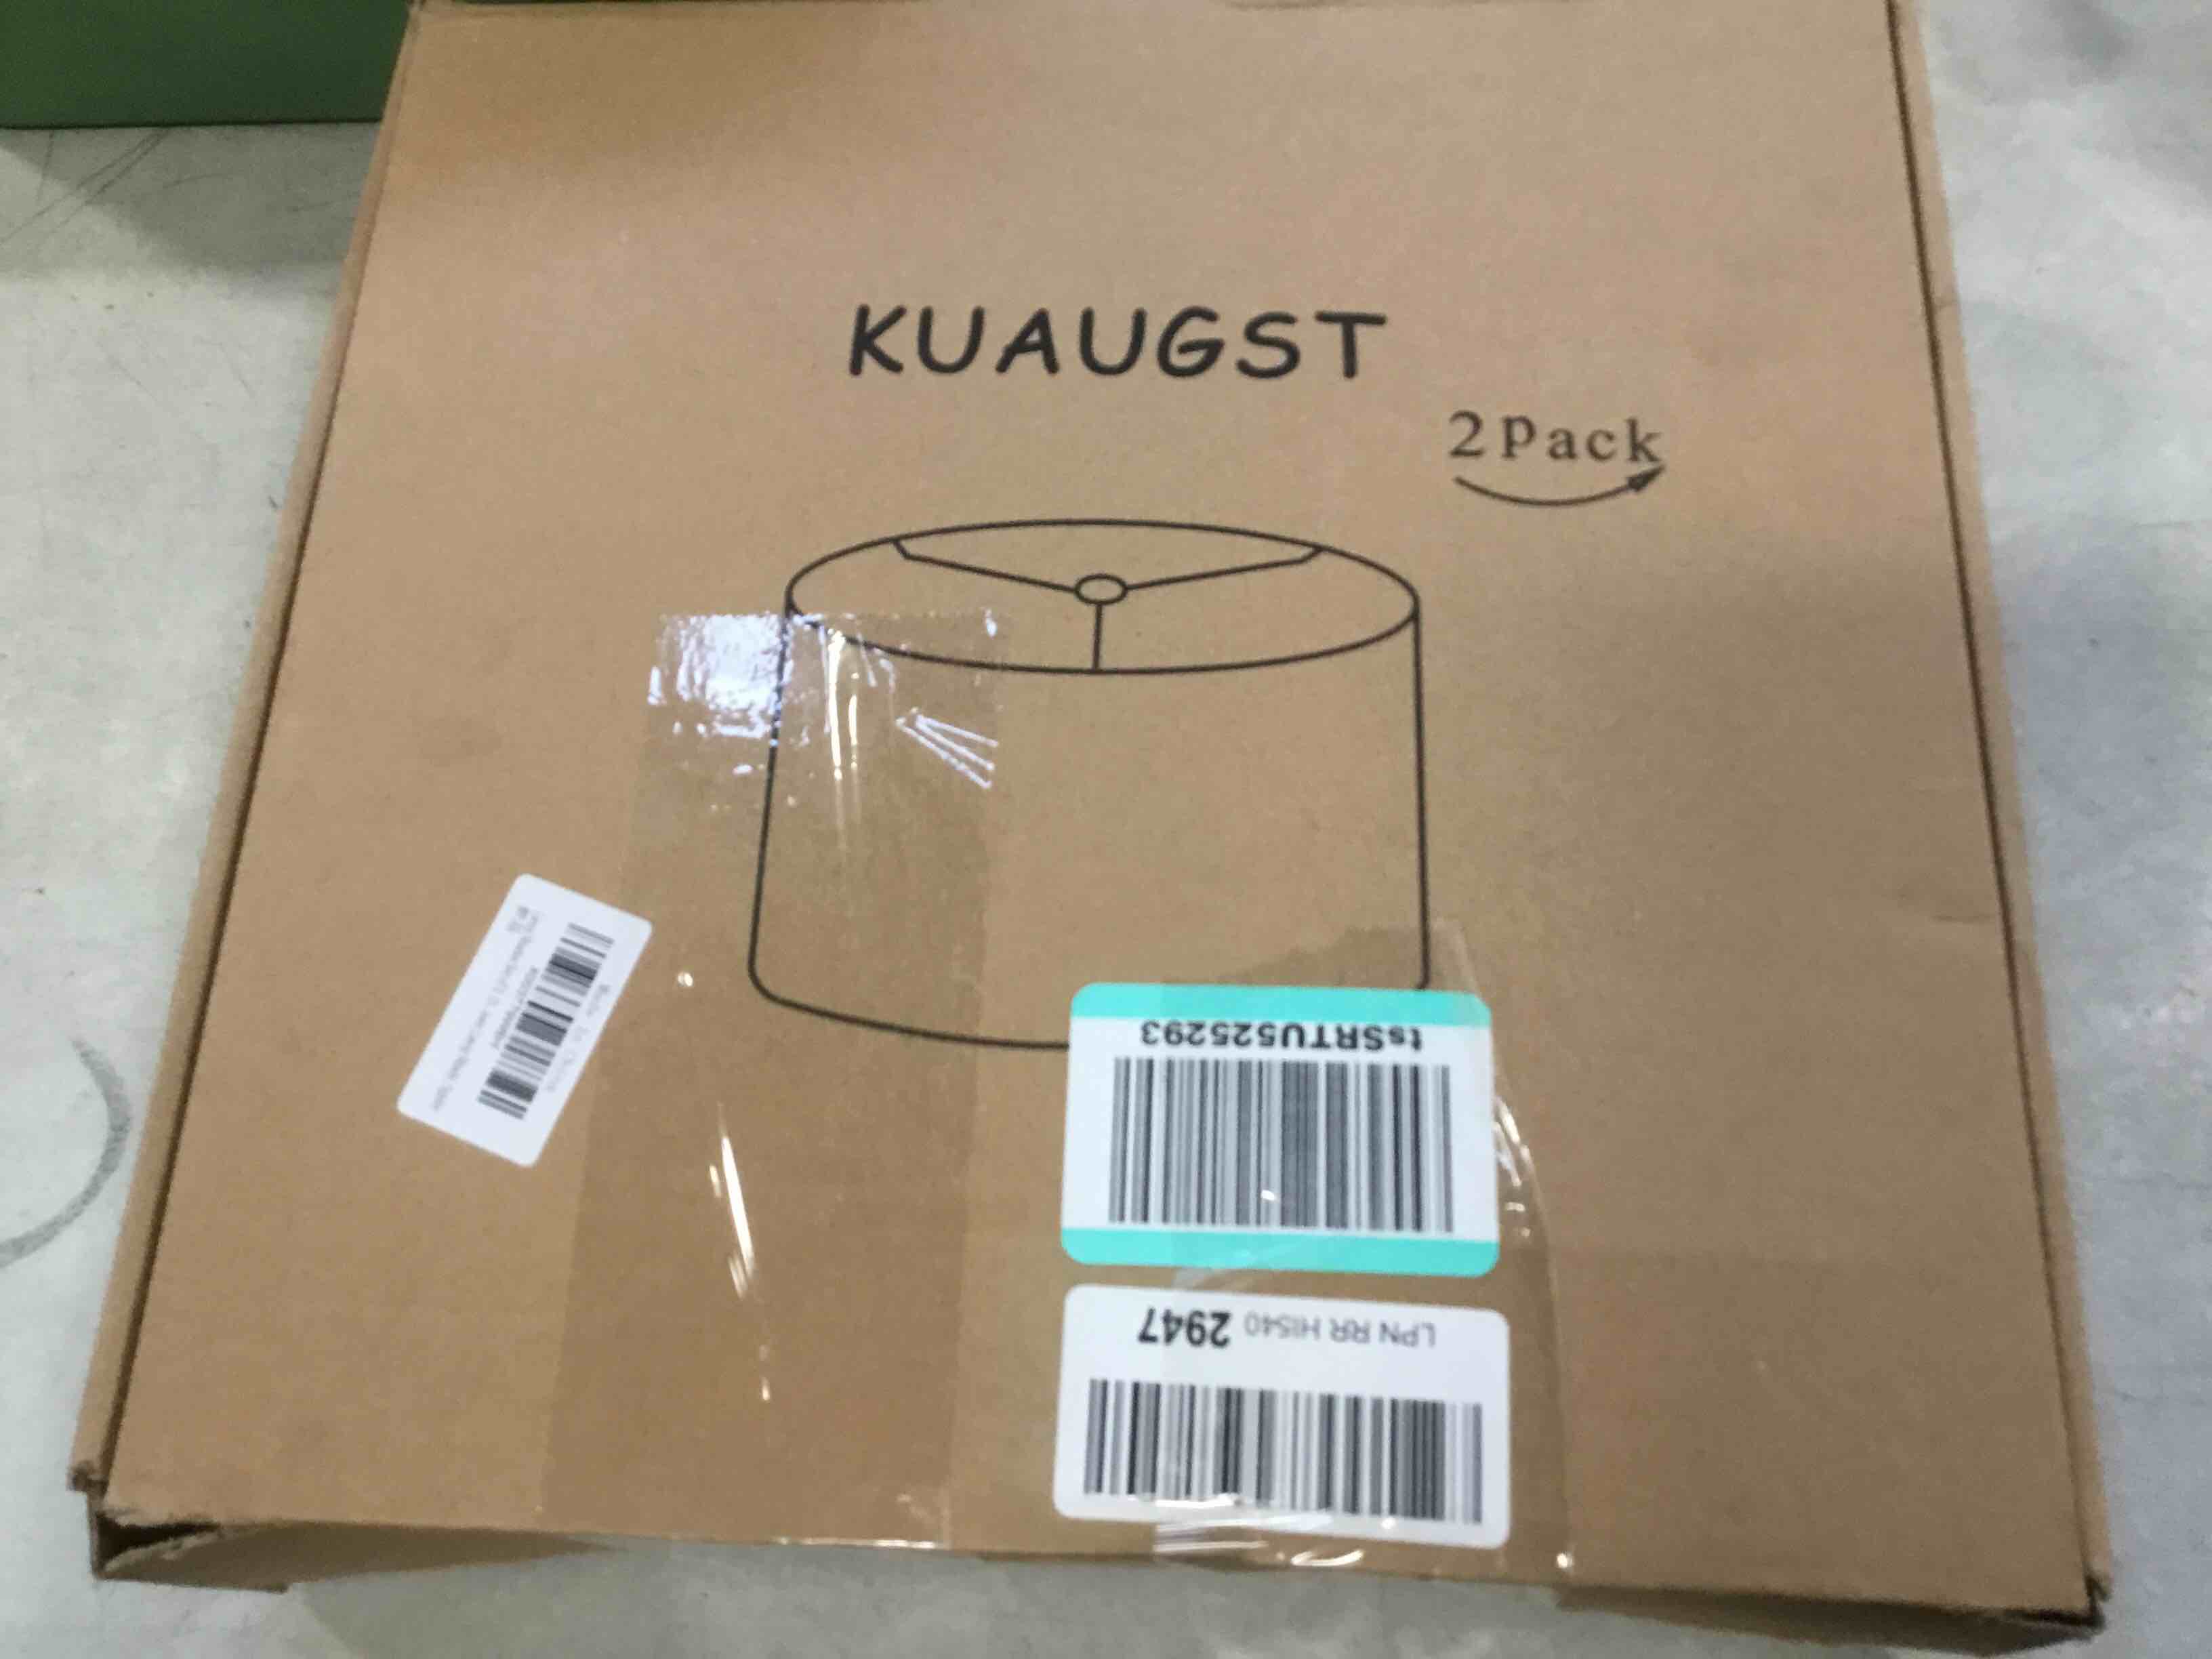 KUAUGST
2Pack
tsSRTU525293
LPN RR HI540 2947